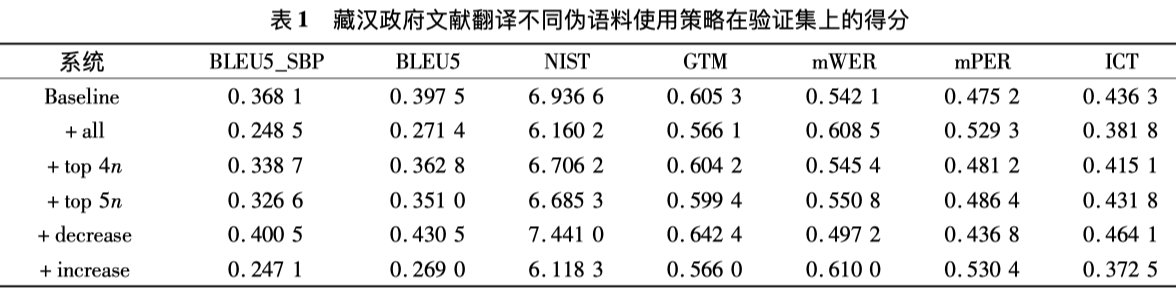 表 1 藏汉政府文献翻译不同伪语料使用策略在验证集上的得分
系统 BLEU5_SBP BLEU5 NIST GTM mWER mPER ICT
Baseline 0.368 1 0.397 5 6.936 6 0.605 3 0.542 1 0.475 2 0.436 3
+ all 0.248 5 0.271 4 6.160 2 0.566 1 0.608 5 0.529 3 0.381 8
+ top 4n 0.338 7 0.362 8 6.706 2 0.604 2 0.545 4 0.481 2 0.415 1
+ top 5n 0.326 6 0.351 0 6.685 3 0.599 4 0.550 8 0.486 4 0.431 8
+ decrease 0.400 5 0.430 5 7.441 0 0.642 4 0.497 2 0.436 8 0.464 1
+ increase 0.247 1 0.269 0 6.118 3 0.566 0 0.610 0 0.530 4 0.372 5